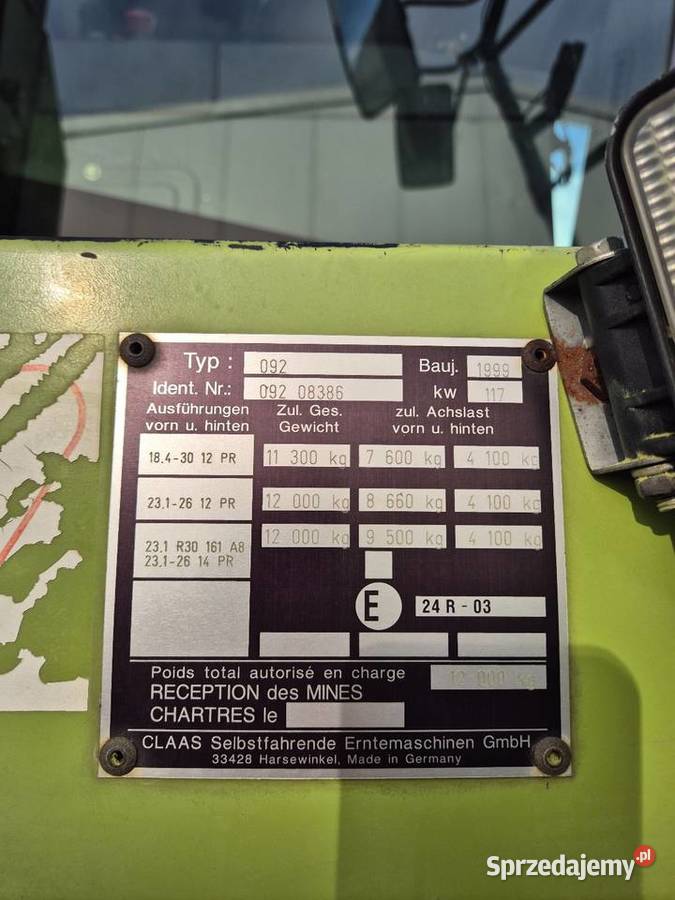 Typ : 092 Bauj. 1999
Ident. Nr.: 092 08386 kw 117
Ausführungen vorn u. hinten Zul. Ges. Gewicht zul. Achslast vorn u. hinten
18.4-30 12 PR 11 300 kg 7 600 kg 4 100 kg
23.1-26 12 PR 12 000 kg 8 660 kg 4 100 kg
23.1 R30 161 A8 12 000 kg 9 500 kg 4 100 kg
23.1-26 14 PR
E 24 R - 03
Poids total autorisé en charge 12 000 kg
RECEPTION des MINES
CHARTRES le
CLAAS Selbstfahrende Erntemaschinen GmbH
33428 Harsewinkel, Made in Germany
Sprzedajemy.pl